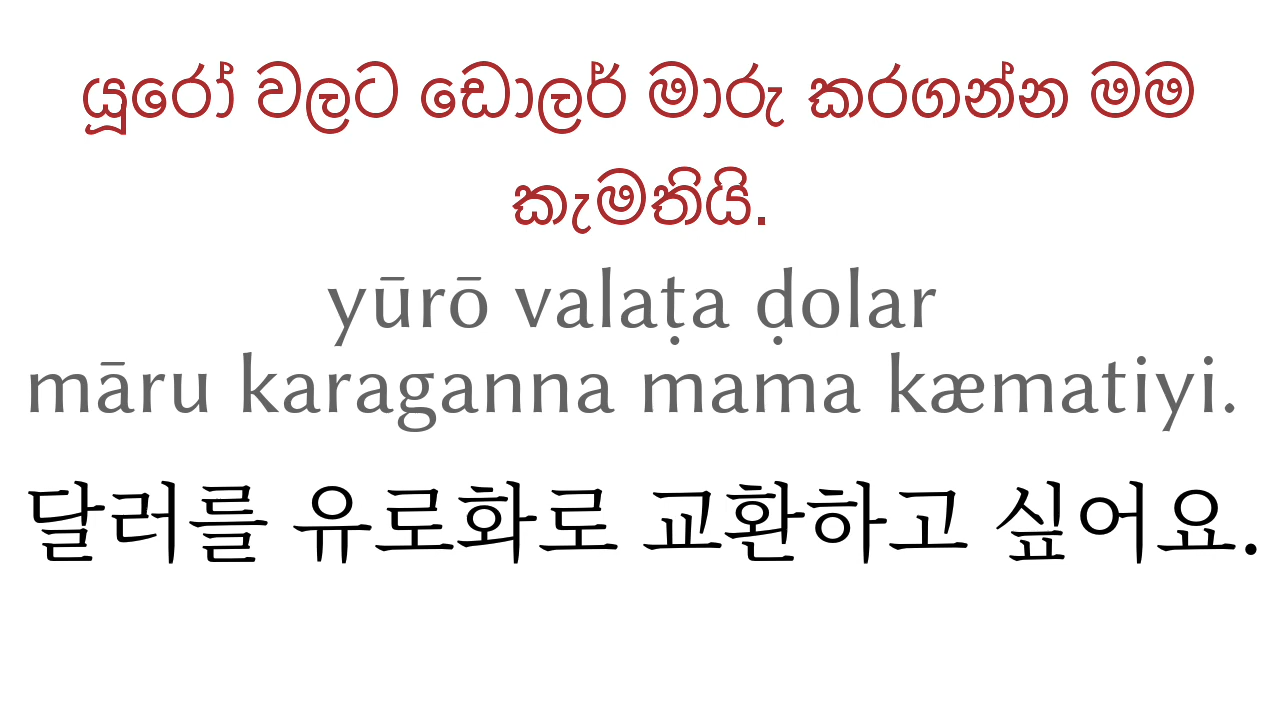 යූරෝ වලට ඩොලර් මාරු කරගන්න මම
කැමතියි.
yūrō valaṭa ḍolar
māru karaganna mama kæmatiyi.
달러를 유로화로 교환하고 싶어요.